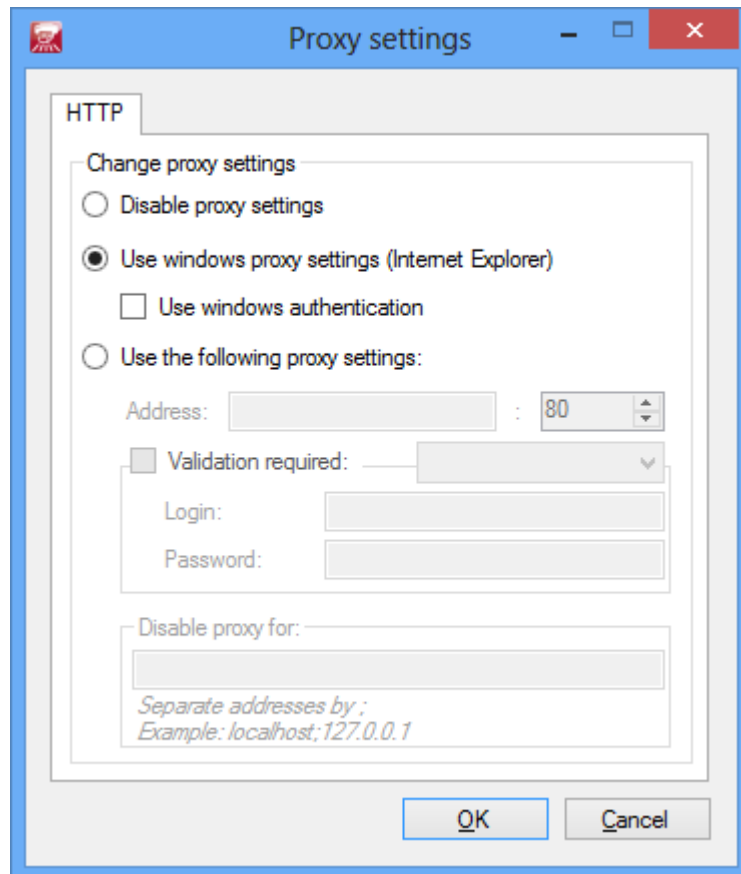 Proxy settings
HTTP
Change proxy settings
Disable proxy settings
Use windows proxy settings (Internet Explorer)
Use windows authentication
Use the following proxy settings:
Address: : 80
Validation required:
Login:
Password:
Disable proxy for:
Separate addresses by ;
Example: localhost;127.0.0.1
OK Cancel